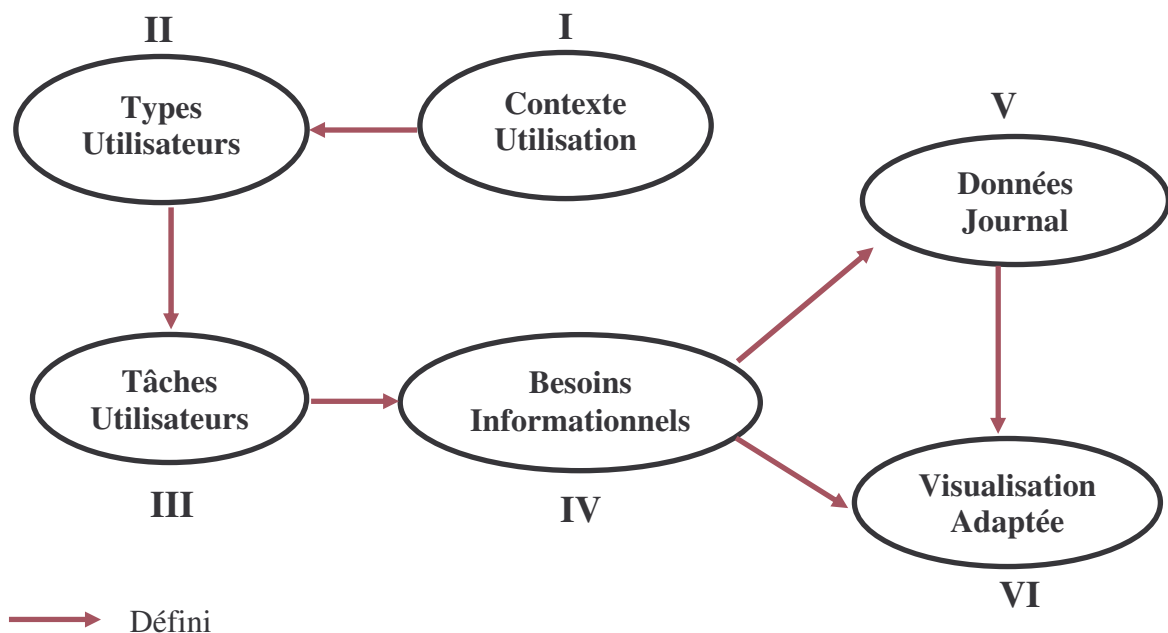 I
Contexte
Utilisation
II
Types
Utilisateurs
III
Tâches
Utilisateurs
IV
Besoins
Informationnels
V
Données
Journal
VI
Visualisation
Adaptée
Défini